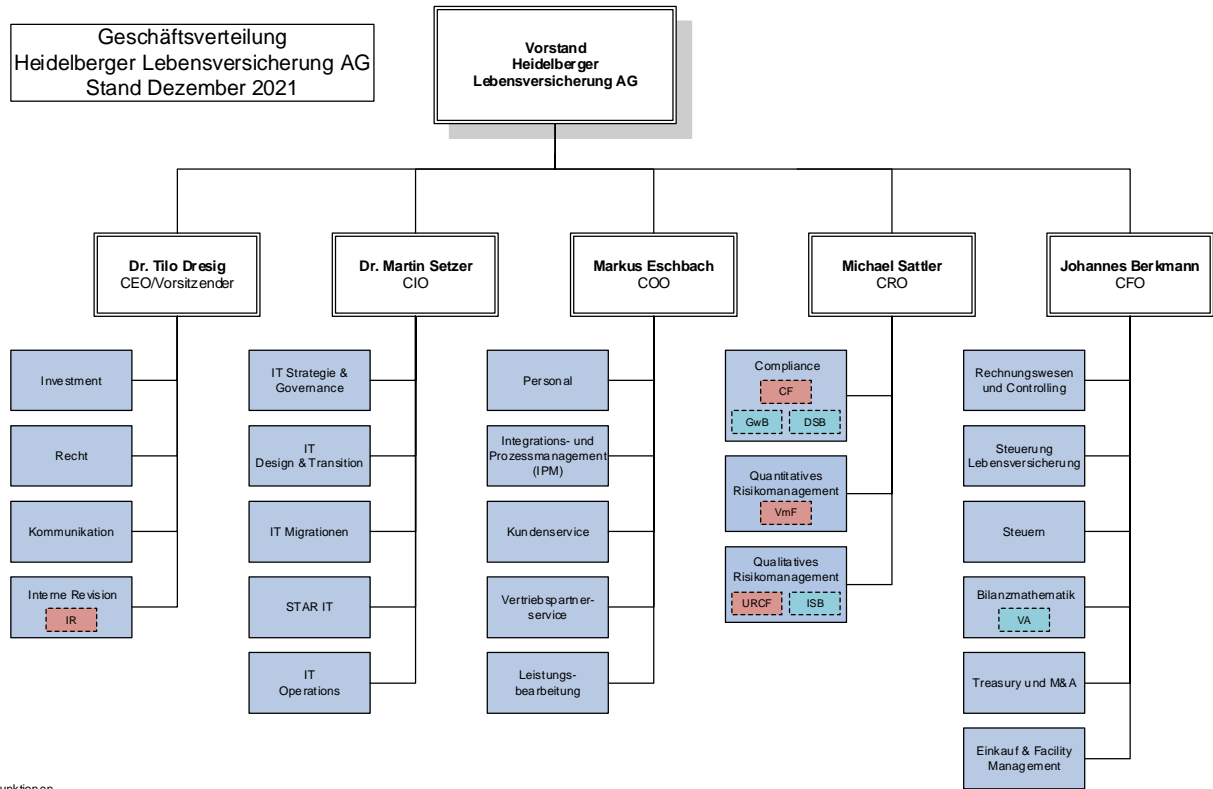 Geschäftsverteilung
Heidelberger Lebensversicherung AG
Stand Dezember 2021
Vorstand
Heidelberger
Lebensversicherung AG
Dr. Tilo Dresig
CEO/Vorsitzender
Dr. Martin Setzer
CIO
Markus Eschbach
COO
Michael Sattler
CRO
Johannes Berkmann
CFO
Investment
Recht
Kommunikation
Interne Revision
IR
IT Strategie &
Governance
IT
Design & Transition
IT Migrationen
STAR IT
IT
Operations
Personal
Integrations- und
Prozessmanagement
(IPM)
Kundenservice
Vertriebspartner-
service
Leistungs-
bearbeitung
Compliance
CF
GwB
DSB
Quantitatives
Risikomanagement
VmF
Qualitatives
Risikomanagement
URCF
ISB
Rechnungswesen
und Controlling
Steuerung
Lebensversicherung
Steuern
Bilanzmathematik
VA
Treasury und M&A
Einkauf & Facility
Management